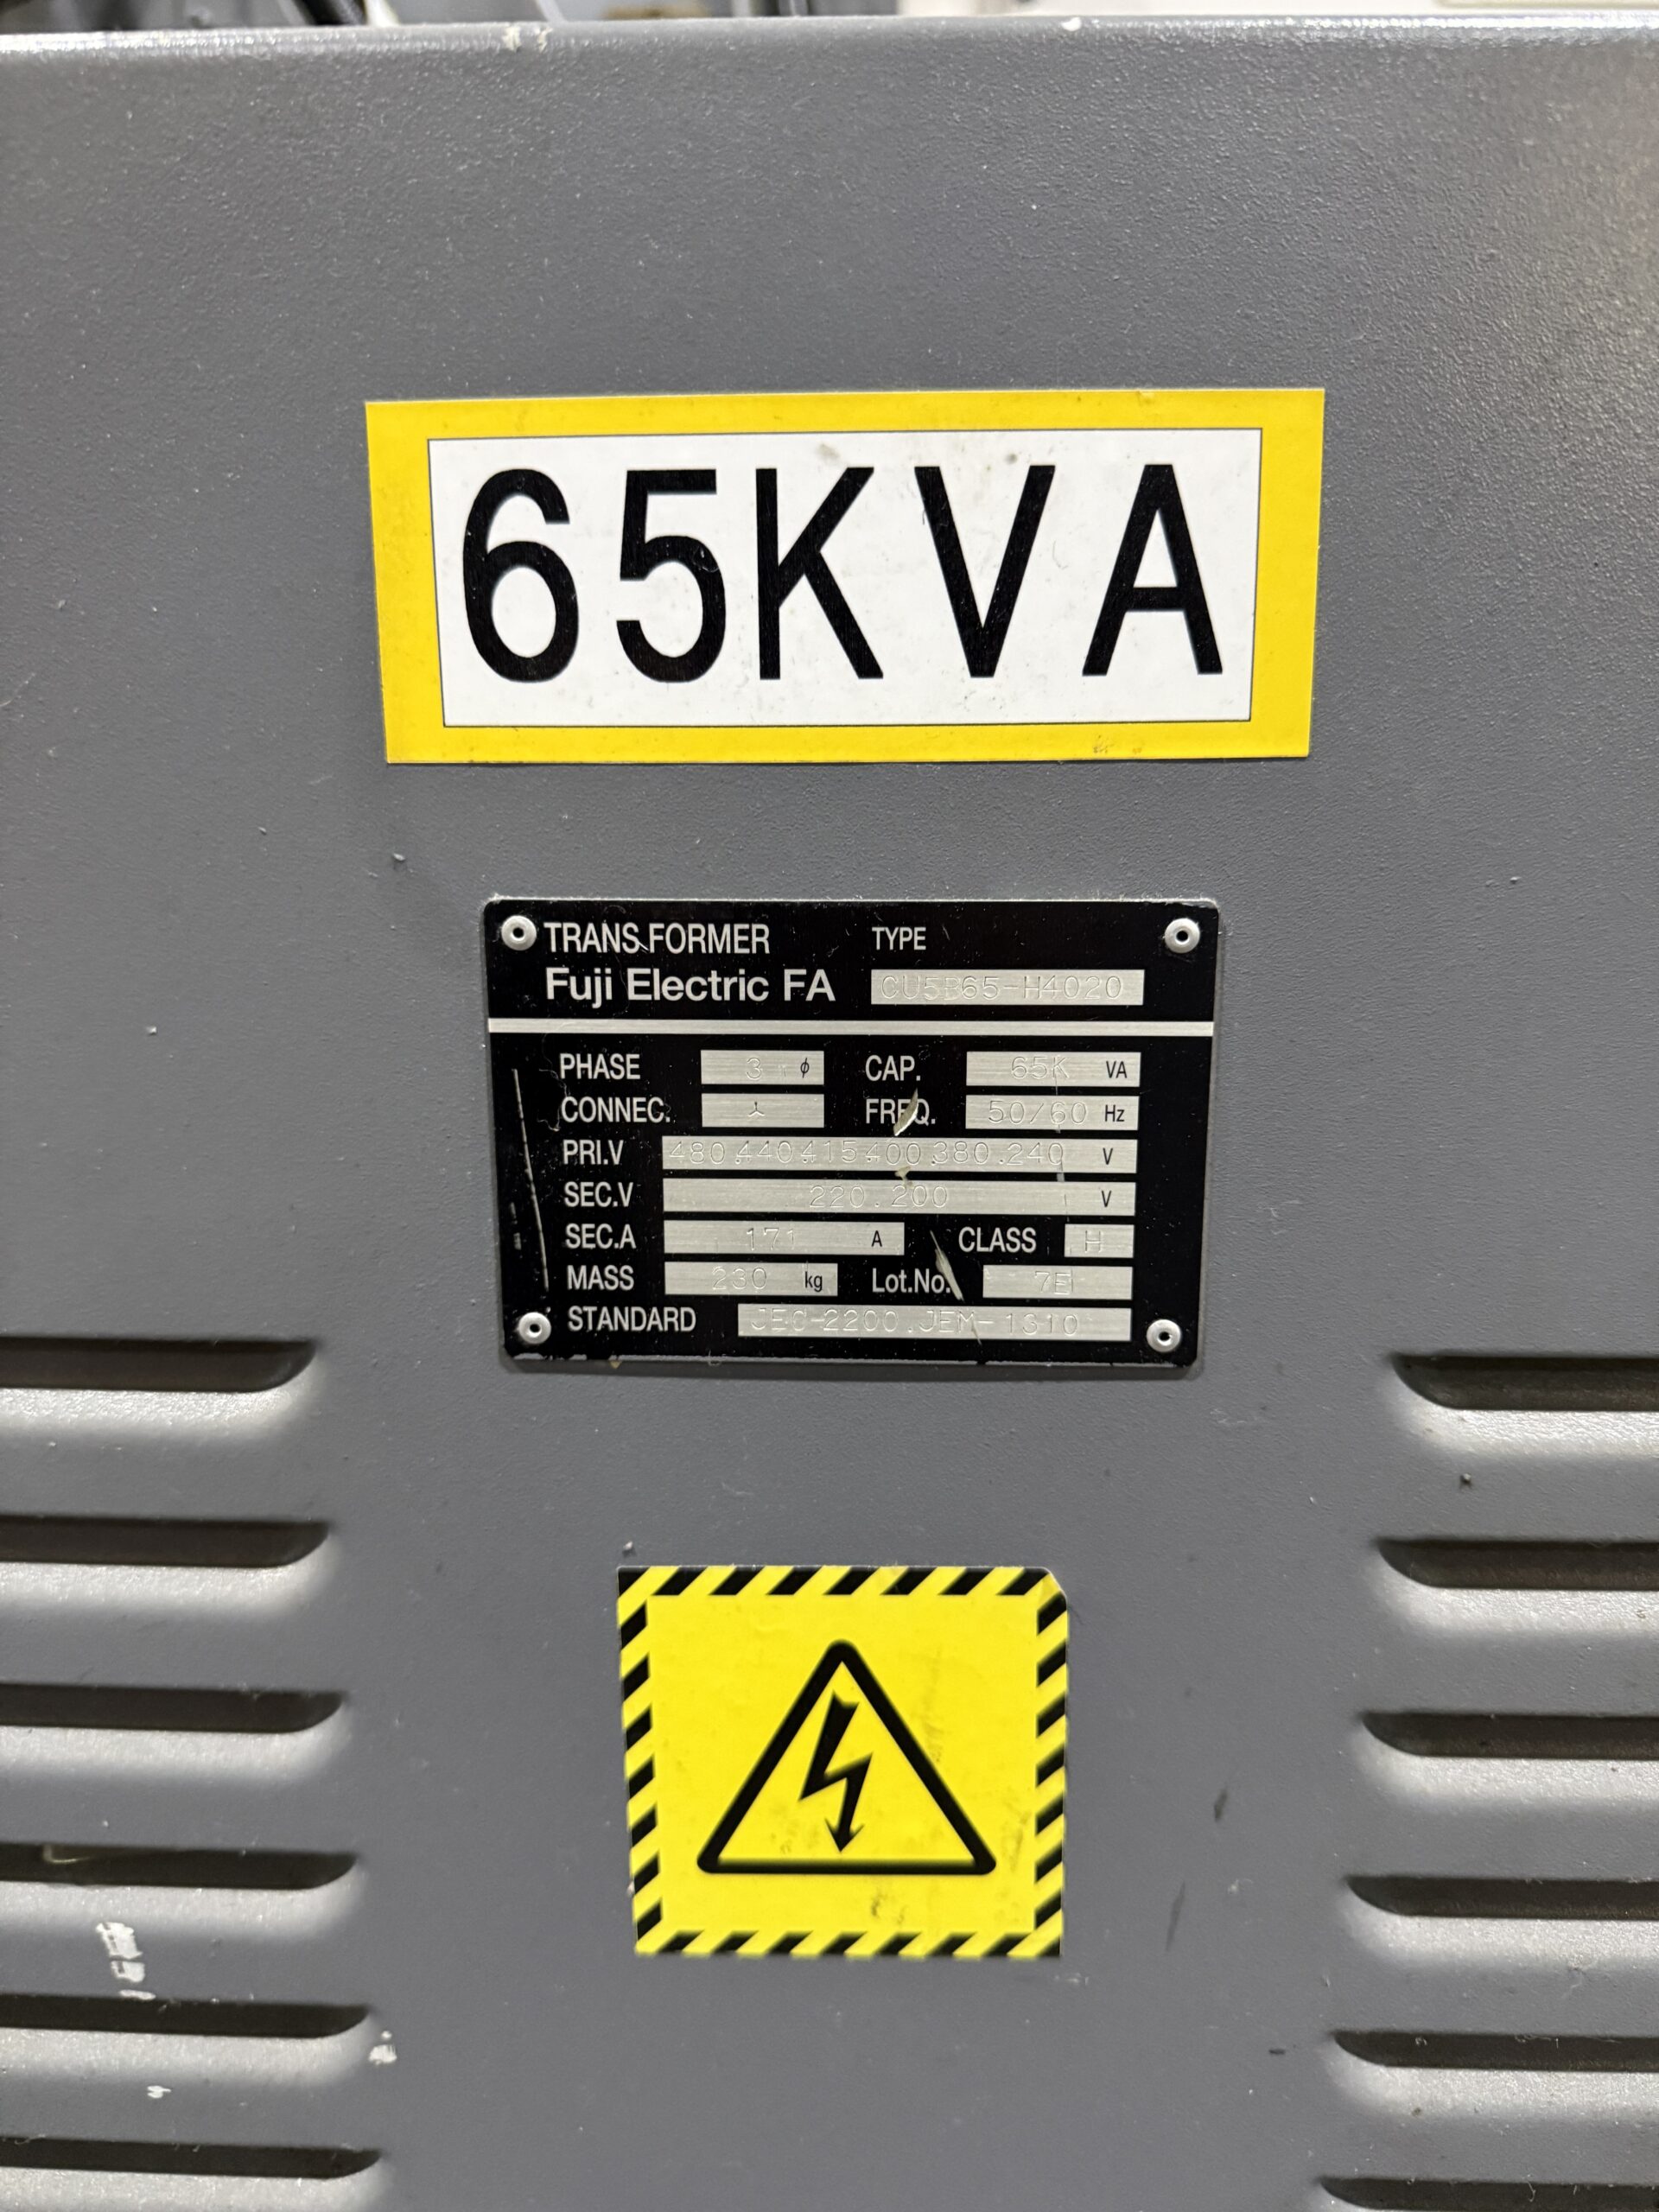 65KVA
TRANSFORMER TYPE
Fuji Electric FA CU5B65-H4020
PHASE 3 φ CAP. 65K VA
CONNEC. FREQ. 50/60 Hz
PRI.V 480.440.415.400.380.240 V
SEC.V 220.200 V
SEC.A 171 A CLASS H
MASS 230 kg Lot.No. 7E
STANDARD JEC-2200.JEM-1310